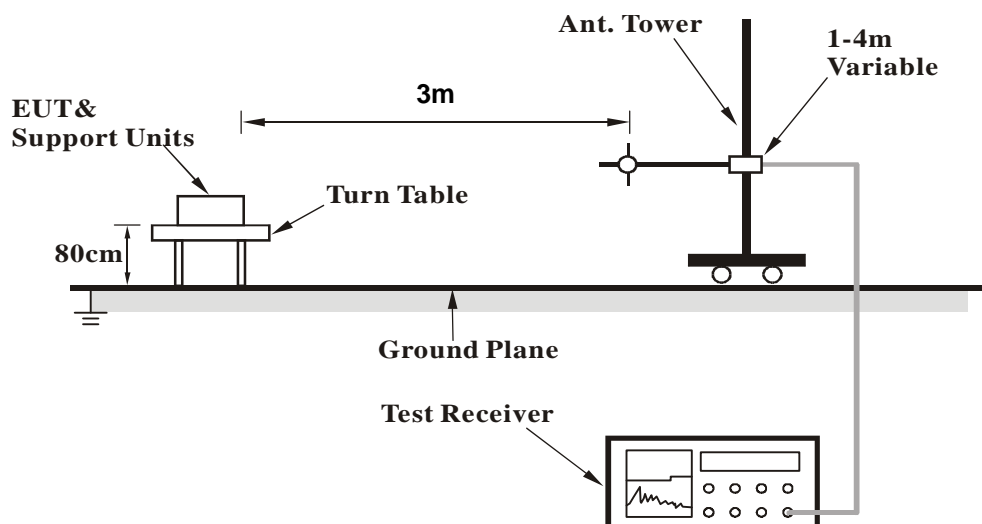 Ant. Tower
1-4m
Variable
3m
EUT&
Support Units
Turn Table
80cm
Ground Plane
Test Receiver